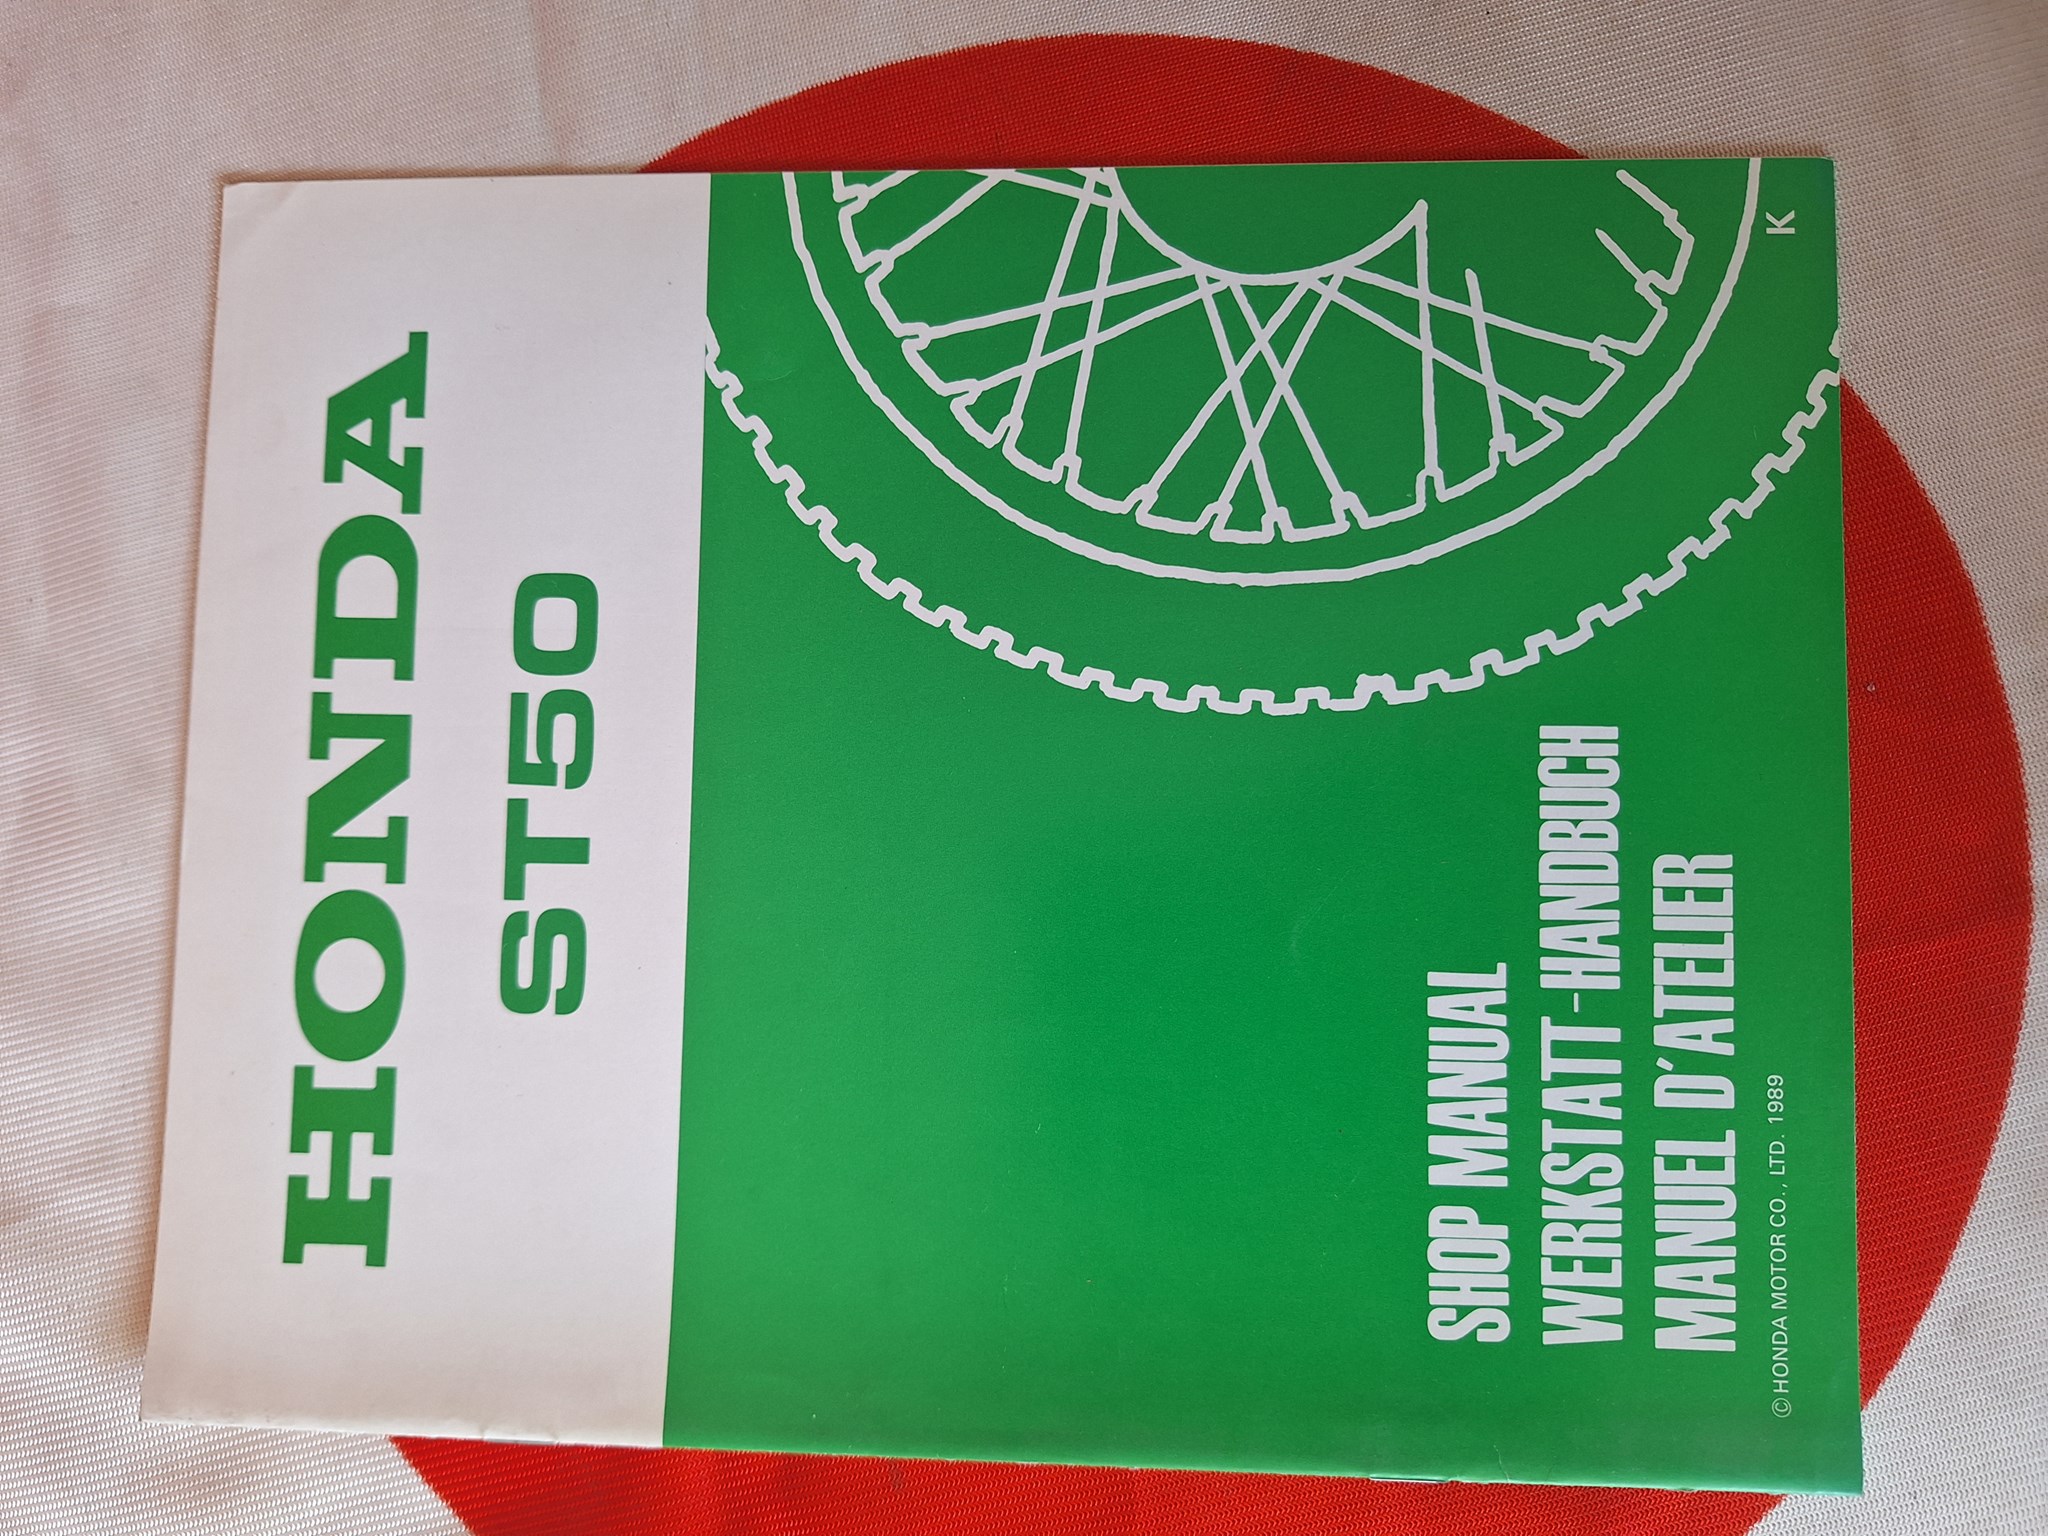 HONDA
ST50
SHOP MANUAL
WERKSTATT-HANDBUCH
MANUEL D'ATELIER
© HONDA MOTOR CO., LTD. 1989
K